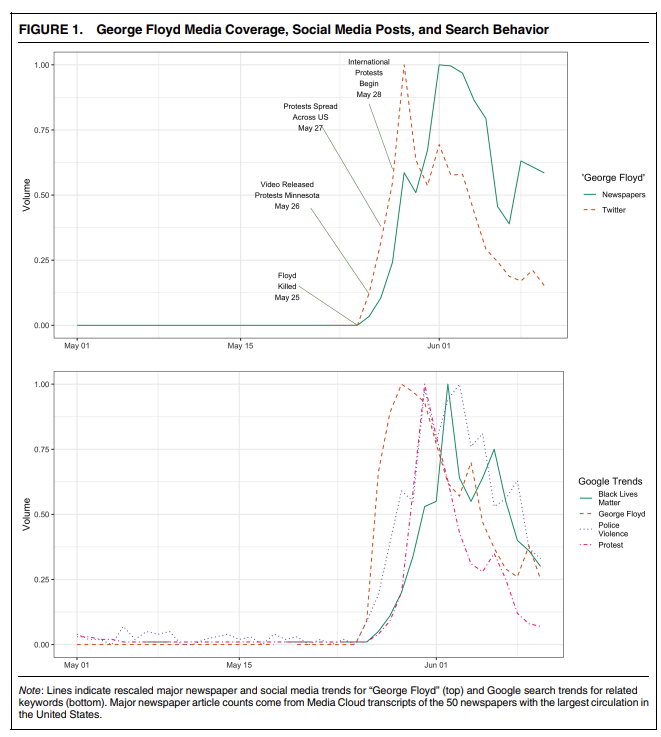 FIGURE 1. George Floyd Media Coverage, Social Media Posts, and Search Behavior
1.00
0.75
0.50
0.25
0.00
Volume
May 01
May 15
Jun 01
International
Protests
Begin
May 28
Protests Spread
Across US
May 27
Video Released
Protests Minnesota
May 26
Floyd
Killed
May 25
'George Floyd'
Newspapers
Twitter
1.00
0.75
0.50
0.25
0.00
Volume
May 01
May 15
Jun 01
Google Trends
Black Lives
Matter
George Floyd
Police
Violence
Protest
Note: Lines indicate rescaled major newspaper and social media trends for “George Floyd” (top) and Google search trends for related
keywords (bottom). Major newspaper article counts come from Media Cloud transcripts of the 50 newspapers with the largest circulation in
the United States.